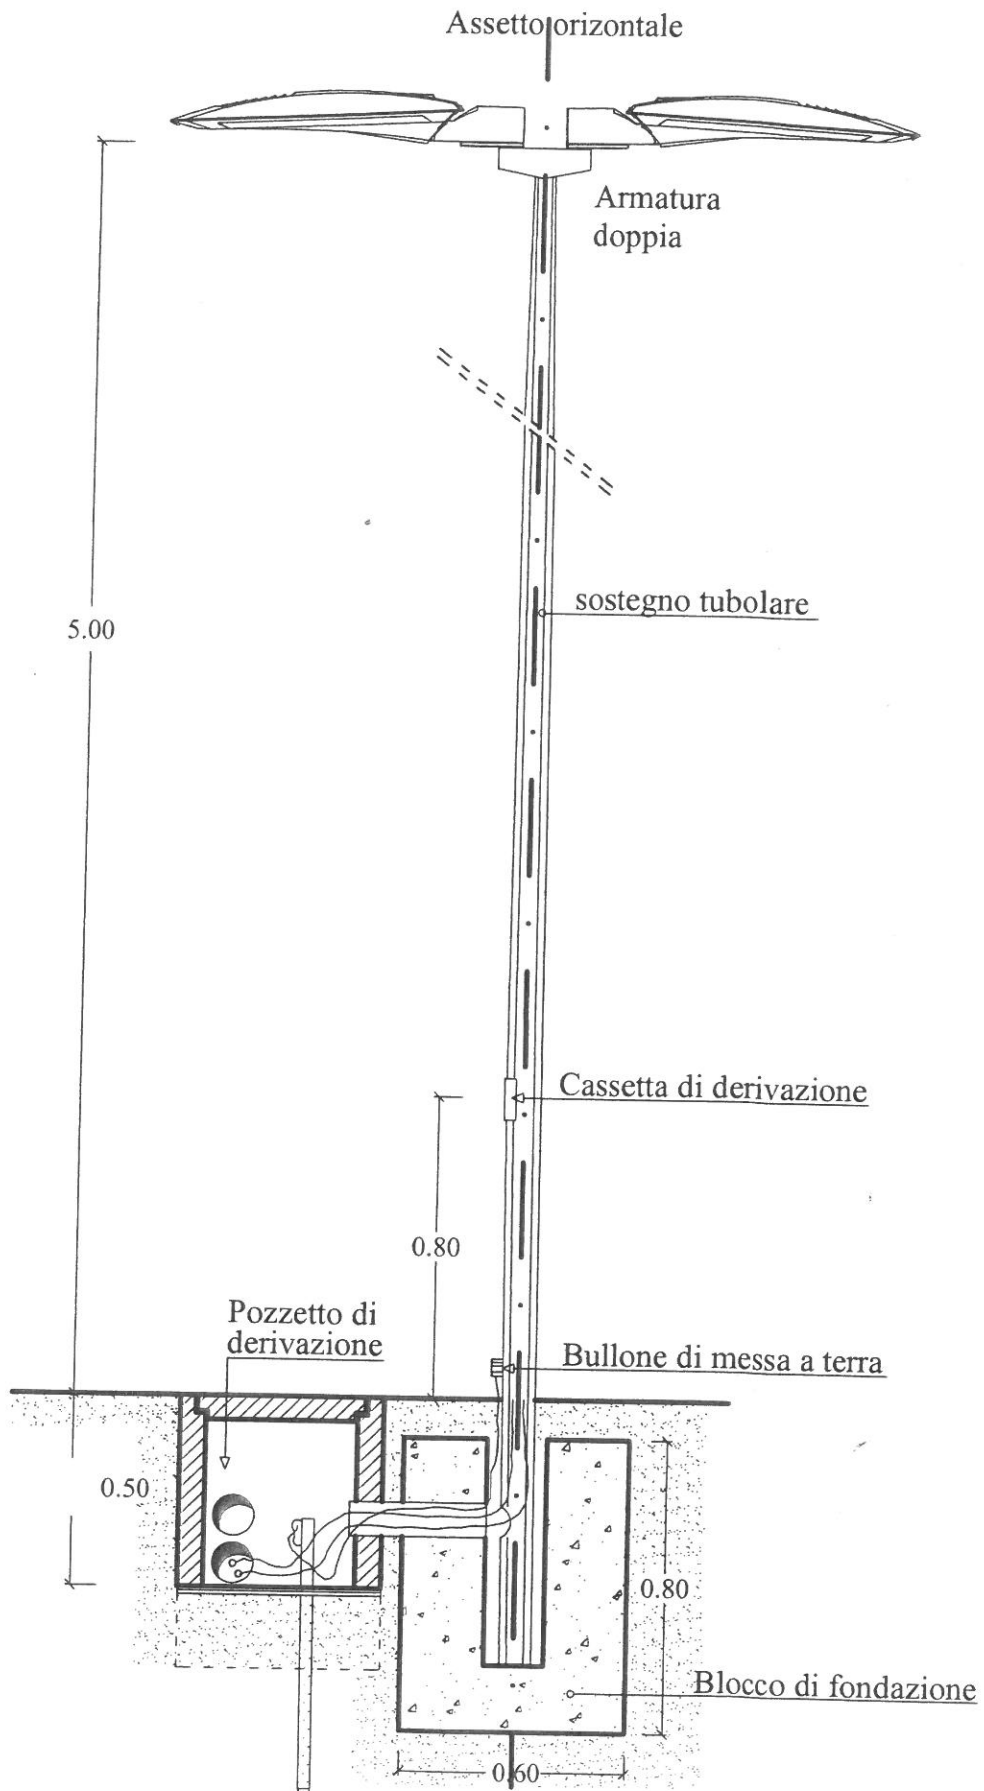 Assetto orizontale
Armatura
doppia
sostegno tubolare
5.00
Cassetta di derivazione
0.80
Pozzetto di
derivazione
Bullone di messa a terra
0.50
0.80
Blocco di fondazione
0.60